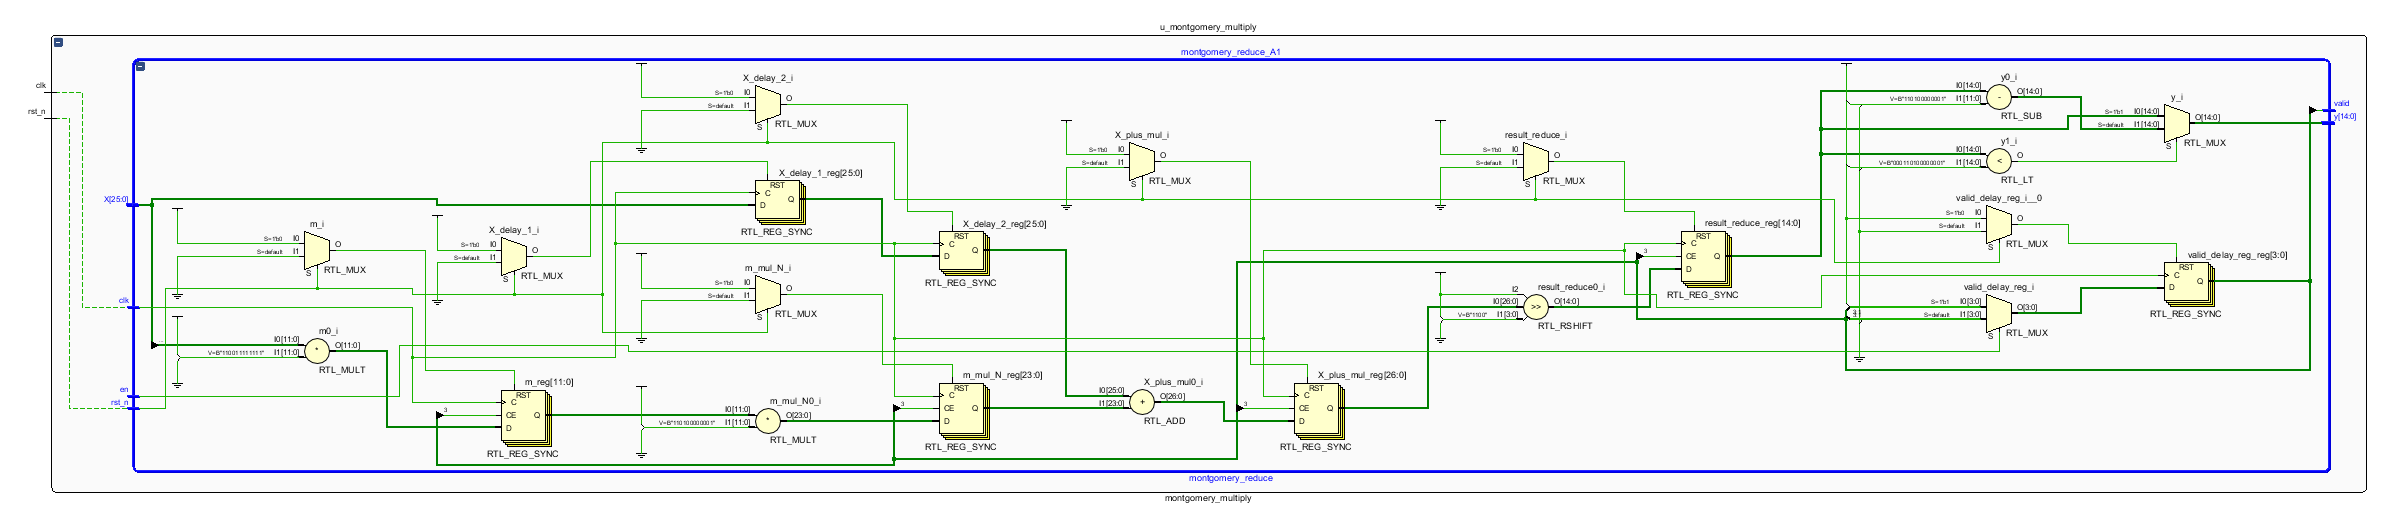 u_montgomery_multiply
montgomery_reduce_A1
clk
rst_n
X[25:0]
clk
en
rst_n
valid
y[14:0]
X_delay_2_i
S=1'b0 I0
S=default I1
O
S
RTL_MUX
X_delay_1_reg[25:0]
RST
C
D
Q
RTL_REG_SYNC
m_i
S=1'b0 I0
S=default I1
O
S
RTL_MUX
X_delay_1_i
S=1'b0 I0
S=default I1
O
S
RTL_MUX
m_mul_N_i
S=1'b0 I0
S=default I1
O
S
RTL_MUX
m0_i
I0[11:0]
V=B"110011111111" I1[11:0]
*
O[11:0]
RTL_MULT
m_reg[11:0]
RST
C
3
CE
D
Q
RTL_REG_SYNC
m_mul_N0_i
I0[11:0]
V=B"110100000001" I1[11:0]
*
O[23:0]
RTL_MULT
X_delay_2_reg[25:0]
RST
C
D
Q
RTL_REG_SYNC
m_mul_N_reg[23:0]
RST
C
3
CE
D
Q
RTL_REG_SYNC
X_plus_mul_i
S=1'b0 I0
S=default I1
O
S
RTL_MUX
X_plus_mul0_i
I0[25:0]
I1[23:0]
+
O[26:0]
RTL_ADD
X_plus_mul_reg[26:0]
RST
C
3
CE
D
Q
RTL_REG_SYNC
result_reduce_i
S=1'b0 I0
S=default I1
O
S
RTL_MUX
result_reduce0_i
I2
I0[26:0]
V=B"1100" I1[3:0]
>>
O[14:0]
RTL_RSHIFT
result_reduce_reg[14:0]
RST
C
3
CE
D
Q
RTL_REG_SYNC
y0_i
I0[14:0]
V=B"110100000001" I1[11:0]
-
O[14:0]
RTL_SUB
y1_i
I0[14:0]
V=B"000110100000001" I1[14:0]
<
O
RTL_LT
y_i
S=1'b1 I0[14:0]
S=default I1[14:0]
O[14:0]
S
RTL_MUX
valid_delay_reg_i__0
S=1'b0 I0
S=default I1
O
S
RTL_MUX
valid_delay_reg_i
S=1'b1 I0[3:0]
S=default I1[3:0]
O[3:0]
S
RTL_MUX
valid_delay_reg_reg[3:0]
RST
C
D
Q
RTL_REG_SYNC
montgomery_reduce
montgomery_multiply